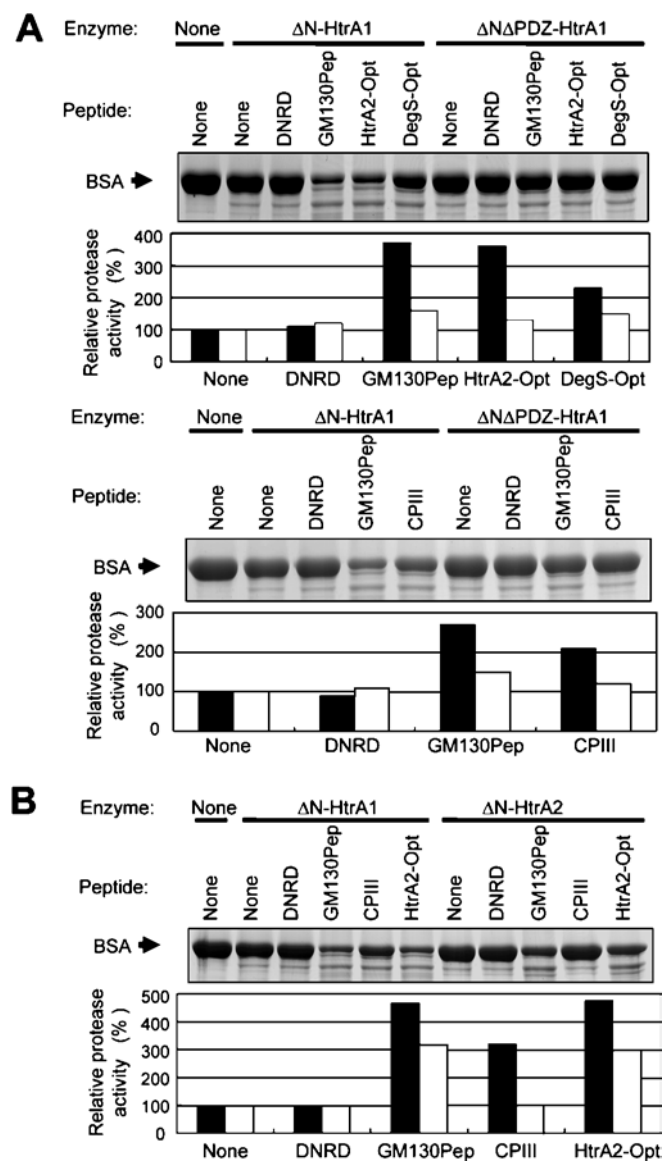 A
Enzyme: None ΔN-HtrA1 ΔNΔPDZ-HtrA1
Peptide: None None DNRD GM130Pep HtrA2-Opt DegS-Opt None DNRD GM130Pep HtrA2-Opt DegS-Opt
BSA
Relative protease activity (%)
400
300
200
100
0
None DNRD GM130Pep HtrA2-Opt DegS-Opt
Enzyme: None ΔN-HtrA1 ΔNΔPDZ-HtrA1
Peptide: None None DNRD GM130Pep CPIII None DNRD GM130Pep CPIII
BSA
Relative protease activity (%)
300
200
100
0
None DNRD GM130Pep CPIII
B
Enzyme: None ΔN-HtrA1 ΔN-HtrA2
Peptide: None None DNRD GM130Pep CPIII HtrA2-Opt None DNRD GM130Pep CPIII HtrA2-Opt
BSA
Relative protease activity (%)
500
400
300
200
100
0
None DNRD GM130Pep CPIII HtrA2-Opt